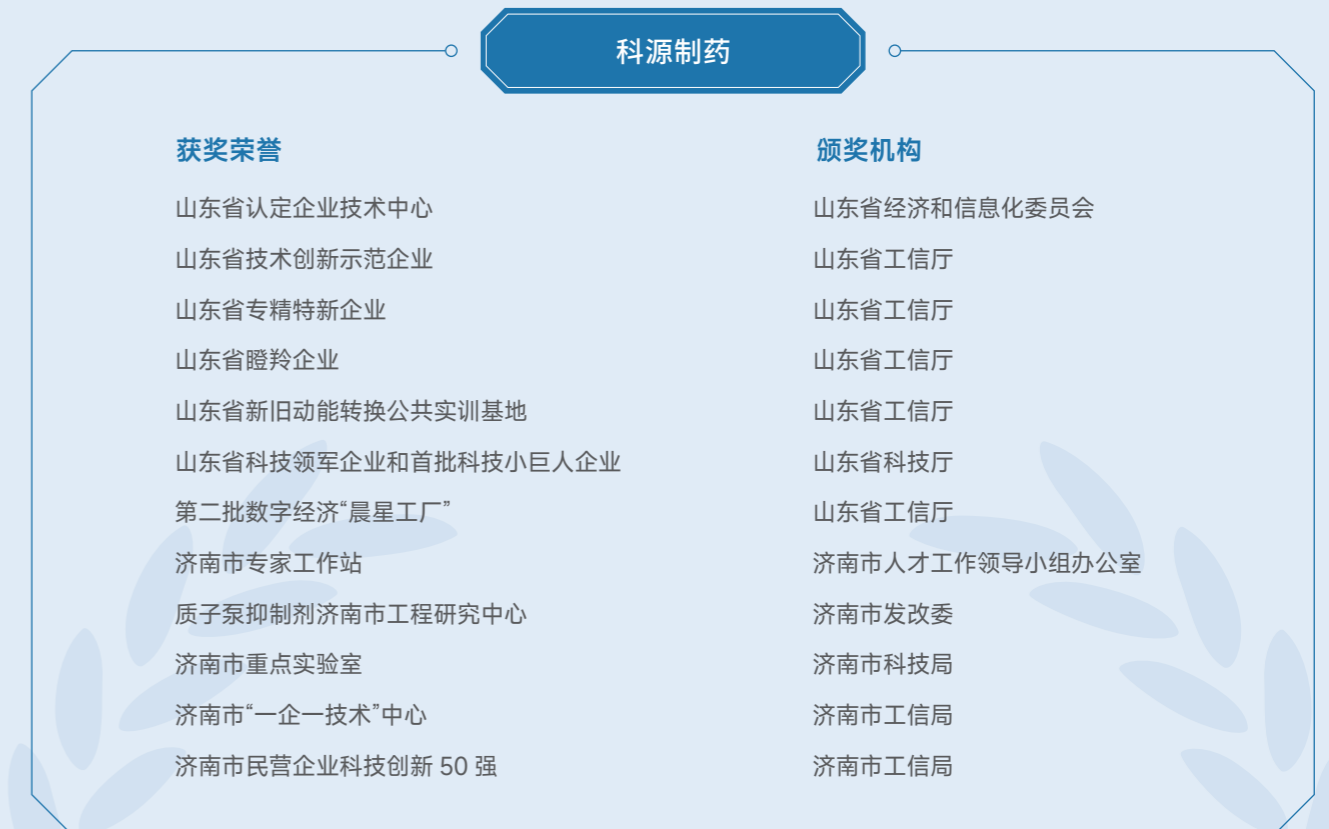 科源制药
获奖荣誉 颁奖机构
山东省认定企业技术中心 山东省经济和信息化委员会
山东省技术创新示范企业 山东省工信厅
山东省专精特新企业 山东省工信厅
山东省瞪羚企业 山东省工信厅
山东省新旧动能转换公共实训基地 山东省工信厅
山东省科技领军企业和首批科技小巨人企业 山东省科技厅
第二批数字经济“晨星工厂” 山东省工信厅
济南市专家工作站 济南市人才工作领导小组办公室
质子泵抑制剂济南市工程研究中心 济南市发改委
济南市重点实验室 济南市科技局
济南市“一企一技术”中心 济南市工信局
济南市民营企业科技创新 50 强 济南市工信局